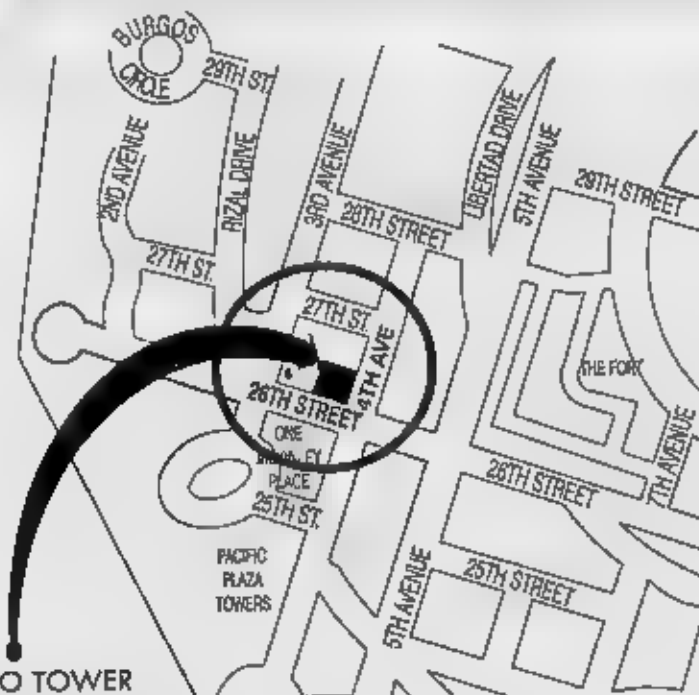 BURGOS
CIRCLE
29TH ST.
2ND AVENUE
RIZAL DRIVE
3RD AVENUE
LIBERTAD DRIVE
5TH AVENUE
29TH STREET
28TH STREET
27TH ST.
27TH ST.
4TH AVE
THE FORT
26TH STREET
ONE
PLACE
25TH ST.
26TH STREET
7TH AVENUE
PACIFIC
PLAZA
TOWERS
5TH AVENUE
25TH STREET
O TOWER